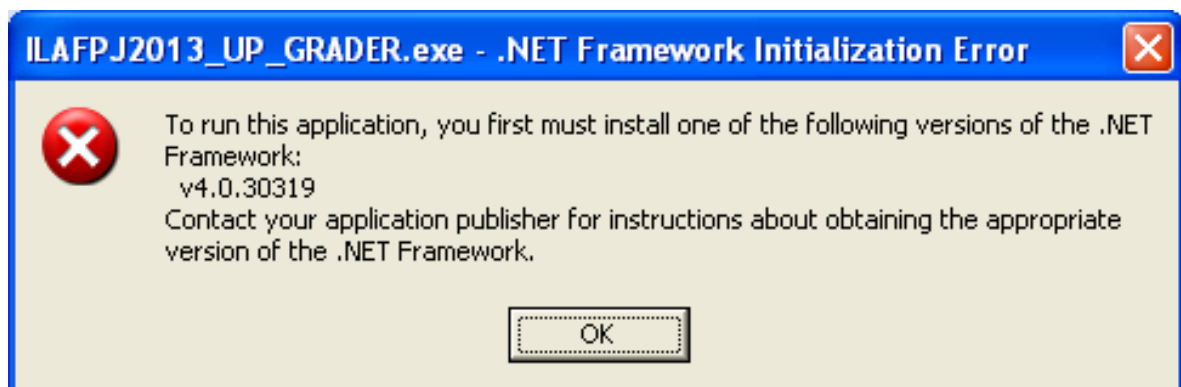 ILAFPJ2013_UP_GRADER.exe - .NET Framework Initialization Error
To run this application, you first must install one of the following versions of the .NET
Framework:
v4.0.30319
Contact your application publisher for instructions about obtaining the appropriate
version of the .NET Framework.
OK